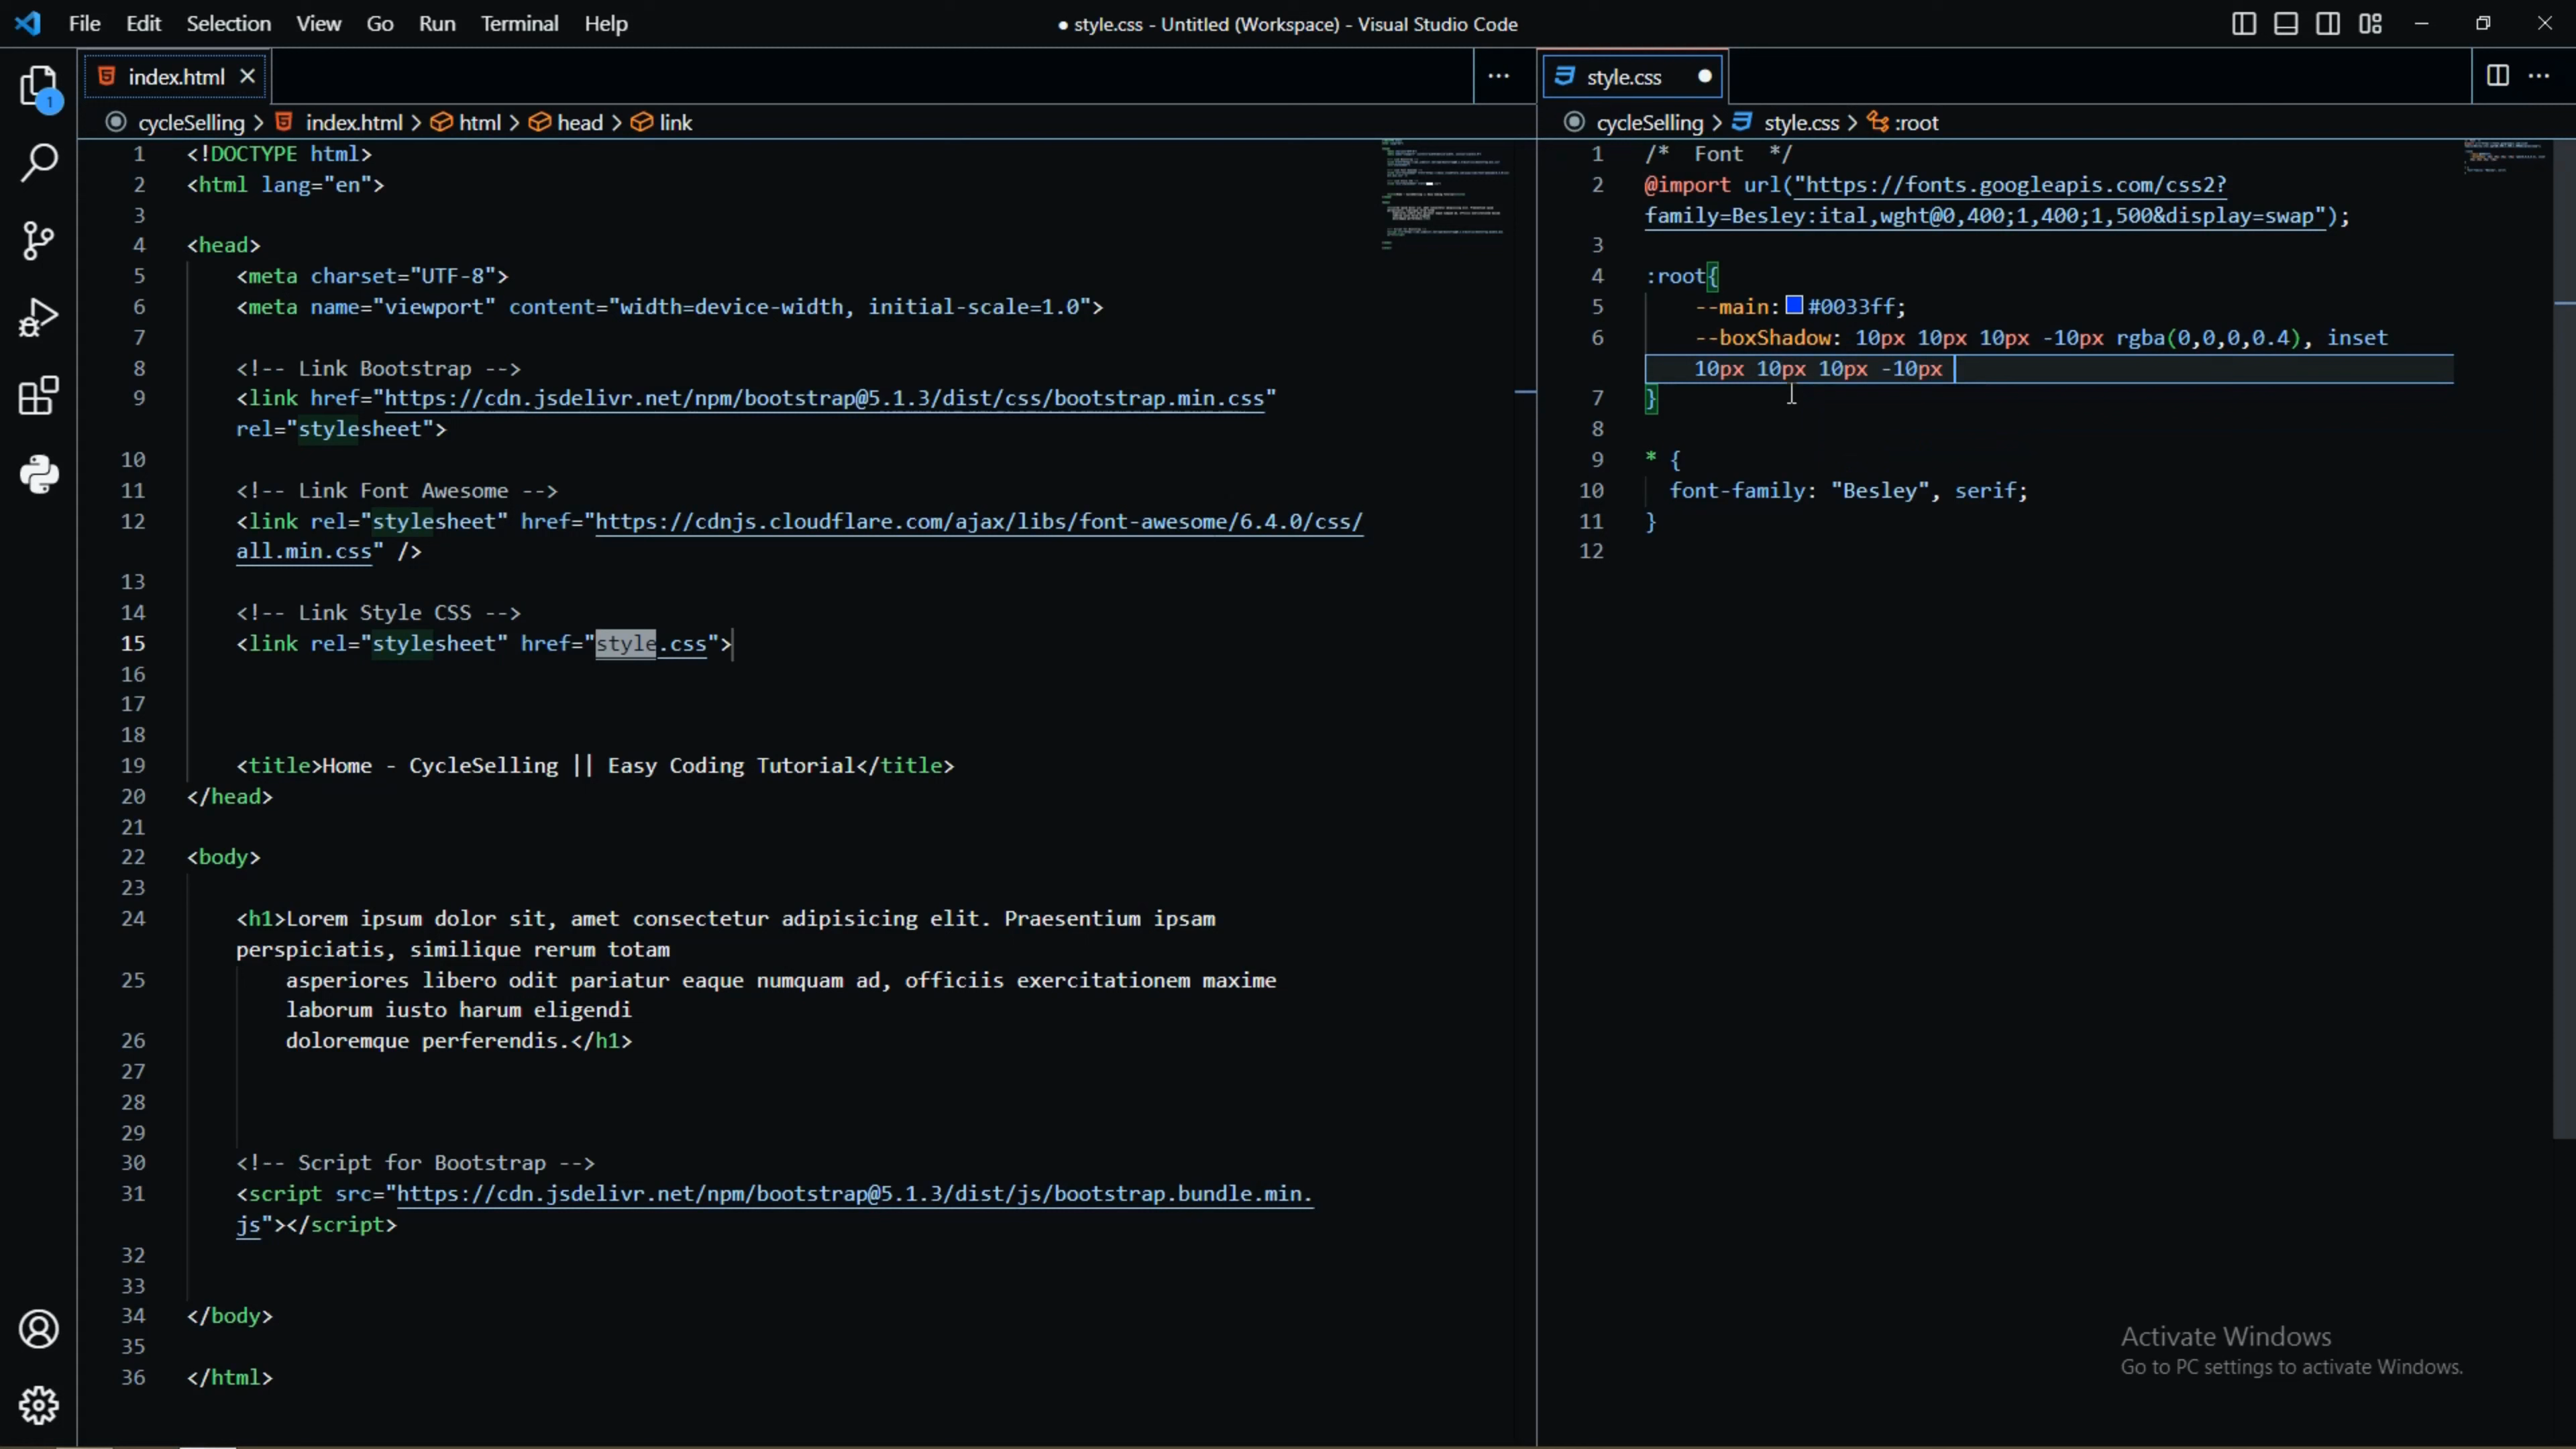 File Edit Selection View Go Run Terminal Help
● style.css - Untitled (Workspace) - Visual Studio Code
1
index.html
cycleSelling > index.html > html > head > link
1 <!DOCTYPE html>
2 <html lang="en">
3
4 <head>
5 <meta charset="UTF-8">
6 <meta name="viewport" content="width=device-width, initial-scale=1.0">
7
8 <!-- Link Bootstrap -->
9 <link href="https://cdn.jsdelivr.net/npm/bootstrap@5.1.3/dist/css/bootstrap.min.css"
rel="stylesheet">
10
11 <!-- Link Font Awesome -->
12 <link rel="stylesheet" href="https://cdnjs.cloudflare.com/ajax/libs/font-awesome/6.4.0/css/
all.min.css" />
13
14 <!-- Link Style CSS -->
15 <link rel="stylesheet" href="style.css">
16
17
18
19 <title>Home - CycleSelling || Easy Coding Tutorial</title>
20 </head>
21
22 <body>
23
24 <h1>Lorem ipsum dolor sit, amet consectetur adipisicing elit. Praesentium ipsam
perspiciatis, similique rerum totam
25 asperiores libero odit pariatur eaque numquam ad, officiis exercitationem maxime
laborum iusto harum eligendi
26 doloremque perferendis.</h1>
27
28
29
30 <!-- Script for Bootstrap -->
31 <script src="https://cdn.jsdelivr.net/npm/bootstrap@5.1.3/dist/js/bootstrap.bundle.min.
js"></script>
32
33
34 </body>
35
36 </html>
style.css
cycleSelling > style.css > :root
1 /* Font */
2 @import url("https://fonts.googleapis.com/css2?
family=Besley:ital,wght@0,400;1,400;1,500&display=swap");
3
4 :root{
5 --main: #0033ff;
6 --boxShadow: 10px 10px 10px -10px rgba(0,0,0,0.4), inset
10px 10px 10px -10px
7 }
8
9 * {
10 font-family: "Besley", serif;
11 }
12
Activate Windows
Go to PC settings to activate Windows.